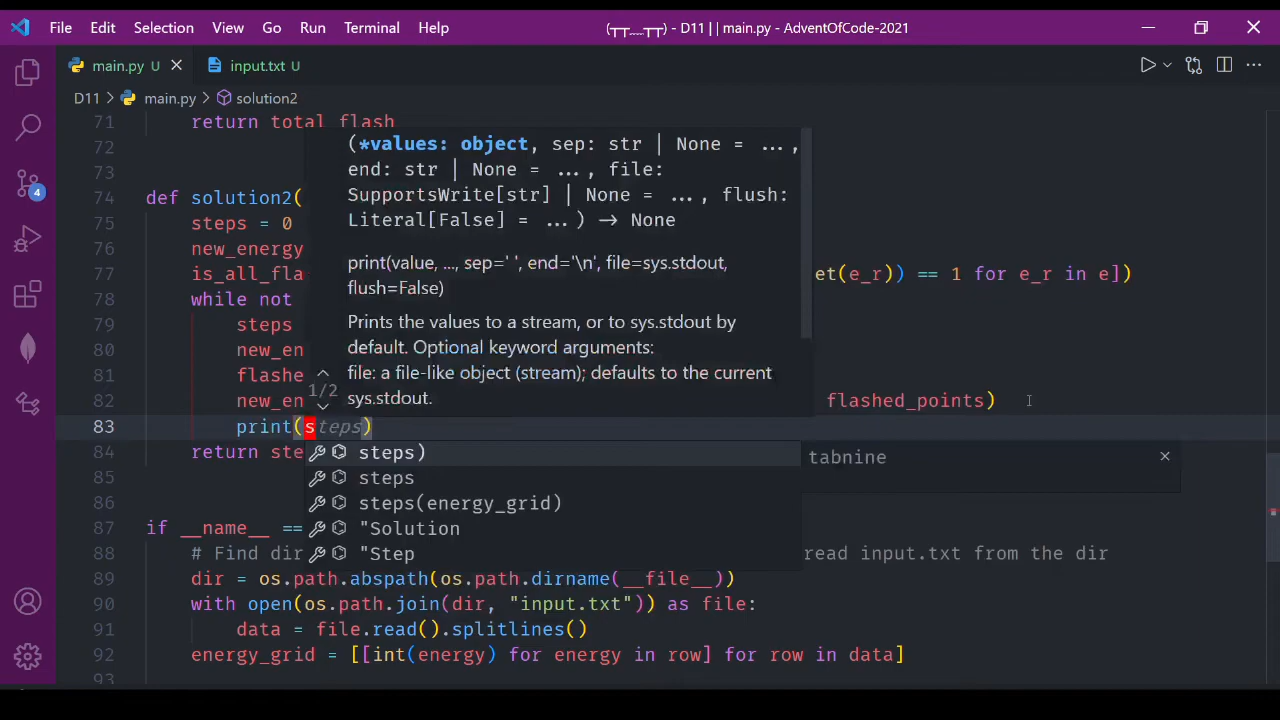 File Edit Selection View Go Run Terminal Help (┬┬﹏┬┬) - D11 | | main.py - AdventOfCode-2021
main.py U input.txt U
D11 > main.py > solution2
71 return total_flash
72
73
74 def solution2(
75 steps = 0
76 new_energy
77 is_all_fla et(e_r)) == 1 for e_r in e])
78 while not
79 steps
80 new_en
81 flashe
82 new_en flashed_points)
83 print(steps)
84 return ste
85
86
87 if __name__ ==
88 # Find dir read input.txt from the dir
89 dir = os.path.abspath(os.path.dirname(__file__))
90 with open(os.path.join(dir, "input.txt")) as file:
91 data = file.read().splitlines()
92 energy_grid = [[int(energy) for energy in row] for row in data]
93
(*values: object, sep: str | None = ...,
end: str | None = ..., file:
SupportsWrite[str] | None = ..., flush:
Literal[False] = ...) -> None
print(value, ..., sep=' ', end='\n', file=sys.stdout,
flush=False)
Prints the values to a stream, or to sys.stdout by
default. Optional keyword arguments:
file: a file-like object (stream); defaults to the current
sys.stdout.
1/2
steps) tabnine
steps
steps(energy_grid)
"Solution
"Step
4